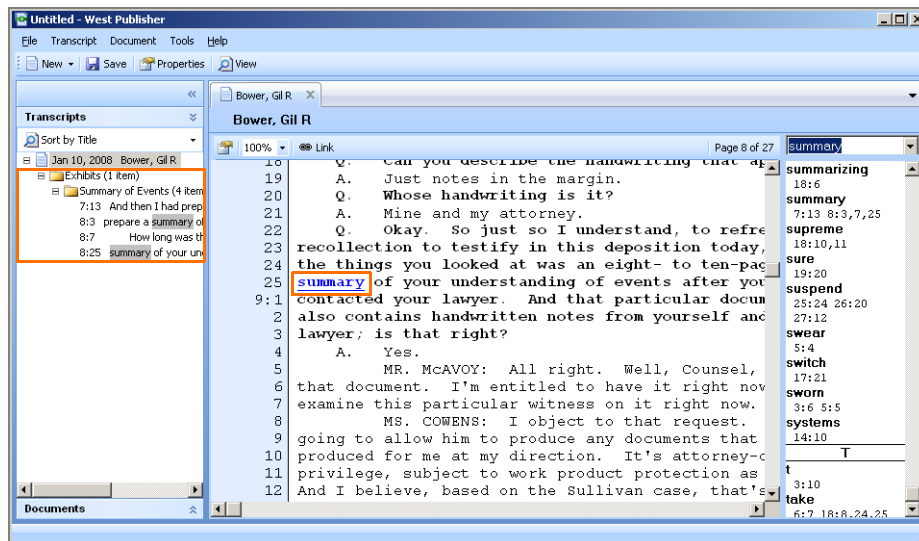 Untitled - West Publisher
File Transcript Document Tools Help
New Save Properties View
Transcripts
Sort by Title
Jan 10, 2008 Bower, Gil R
Exhibits (1 item)
Summary of Events (4 item
7:13 And then I had prep
8:3 prepare a summary of
8:7 How long was th
8:25 summary of your un
Documents
Bower, Gil R
Bower, Gil R
100% Link Page 8 of 27
18 Q. Can you describe the handwriting that ap
19 A. Just notes in the margin.
20 Q. Whose handwriting is it?
21 A. Mine and my attorney.
22 Q. Okay. So just so I understand, to refre
23 recollection to testify in this deposition today,
24 the things you looked at was an eight- to ten-pag
25 summary of your understanding of events after you
9:1 contacted your lawyer. And that particular docum
2 also contains handwritten notes from yourself and
3 lawyer; is that right?
4 A. Yes.
5 MR. McAVOY: All right. Well, Counsel,
6 that document. I'm entitled to have it right now
7 examine this particular witness on it right now.
8 MS. COWENS: I object to that request.
9 going to allow him to produce any documents that
10 produced for me at my direction. It's attorney-c
11 privilege, subject to work product protection as
12 And I believe, based on the Sullivan case, that's
summary
summarizing
18:6
summary
7:13 8:3,7,25
supreme
18:10,11
sure
19:20
suspend
25:24 26:20
27:12
swear
5:4
switch
17:21
sworn
3:6 5:5
systems
14:10
T
t
3:10
take
6:7 18:8,24,25